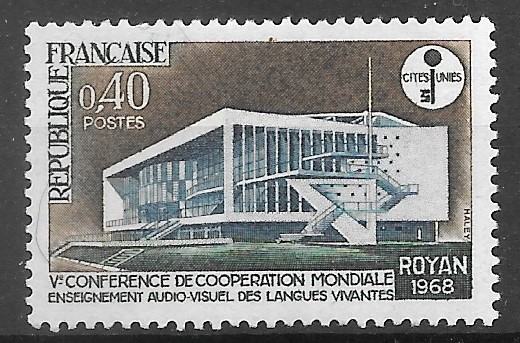 REPUBLIQUE FRANÇAISE
0,40
POSTES
CITES UNIES
HALEY
Vᵉ CONFERENCE DE COOPERATION MONDIALE
ENSEIGNEMENT AUDIO-VISUEL DES LANGUES VIVANTES
ROYAN
1968